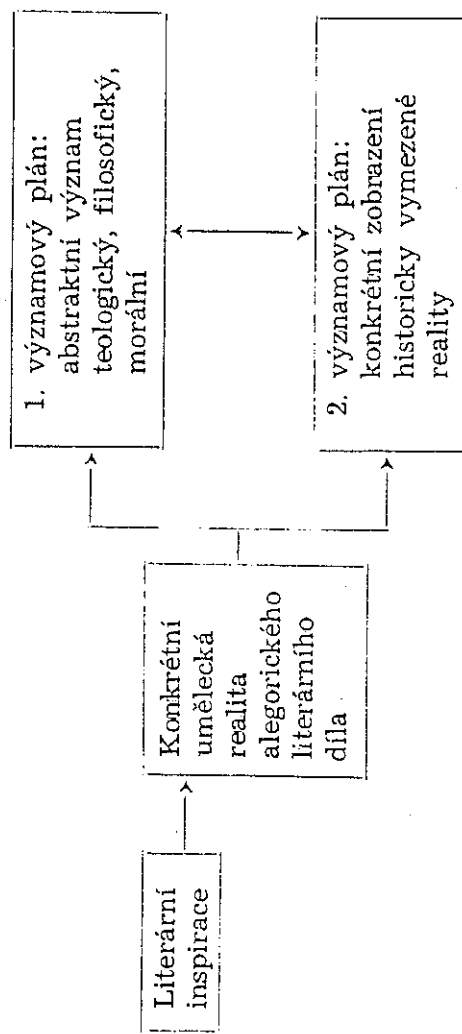 Literární
inspirace
Konkrétní
umělecká
realita
alegorického
literárního
díla
1. významový plán:
abstraktní význam
teologický, filosofický,
morální
2. významový plán:
konkrétní zobrazení
historicky vymezené
reality